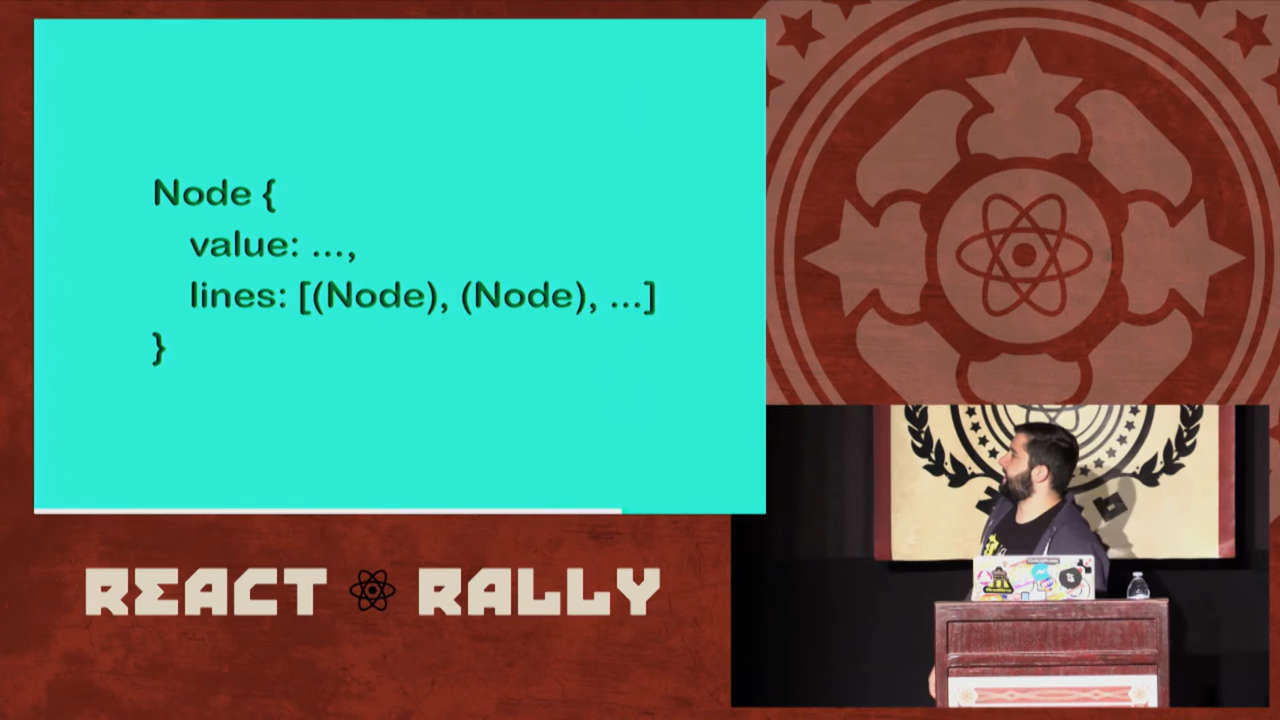 Node {
value: ...,
lines: [(Node), (Node), ...]
}
REACT RALLY